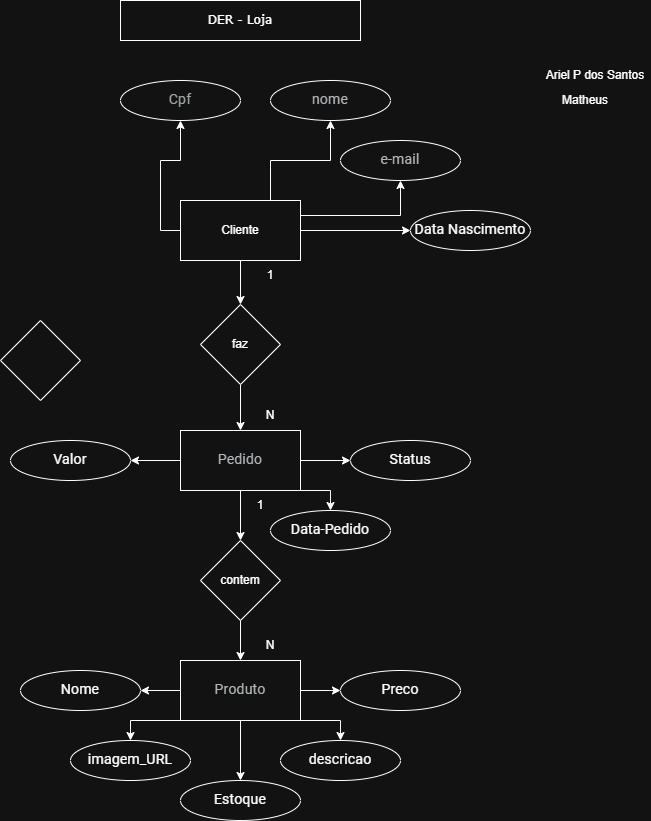 DER - Loja
Ariel P dos Santos
Matheus
Cpf
nome
e-mail
Cliente
Data Nascimento
1
faz
N
Valor
Pedido
Status
1
Data-Pedido
contem
N
Nome
Produto
Preco
imagem_URL
descricao
Estoque